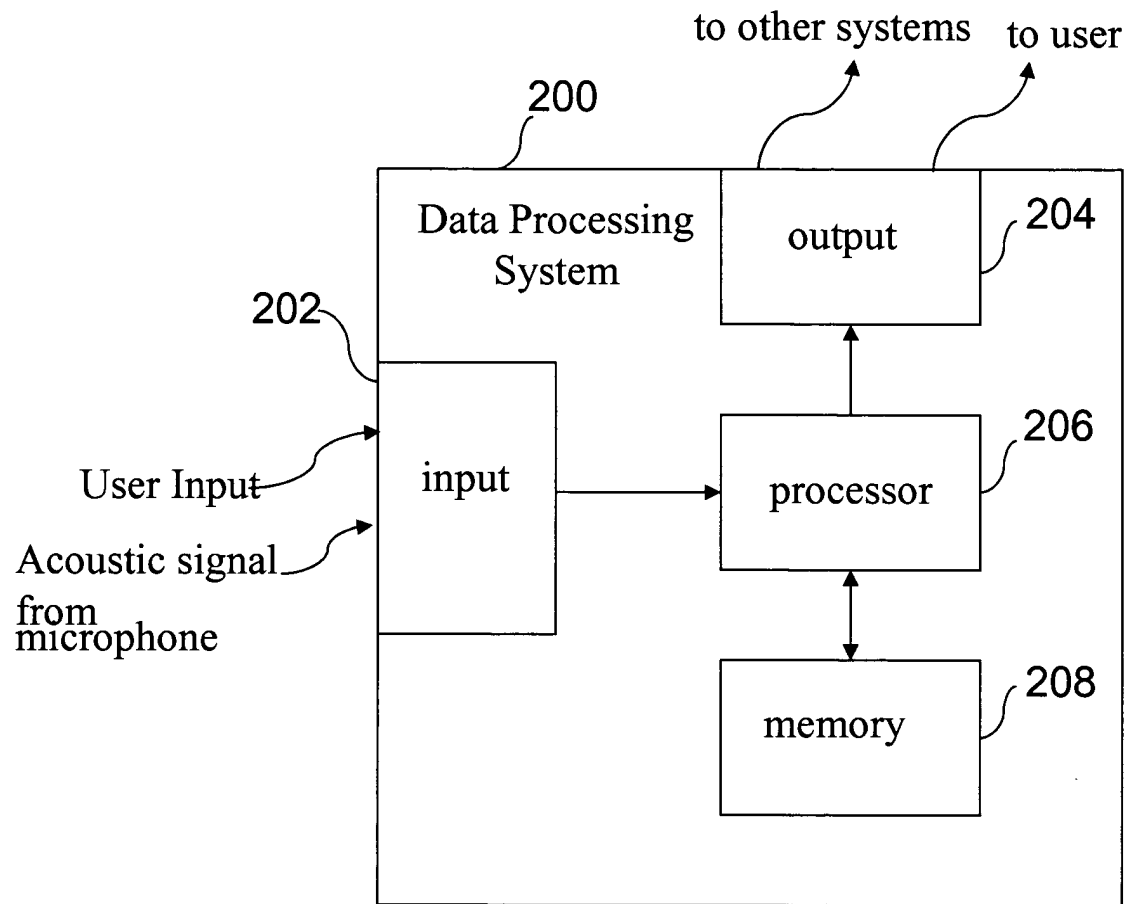 to other systems
to user
200
Data Processing
System
output
204
202
User Input
input
processor
206
Acoustic signal
from
microphone
memory
208